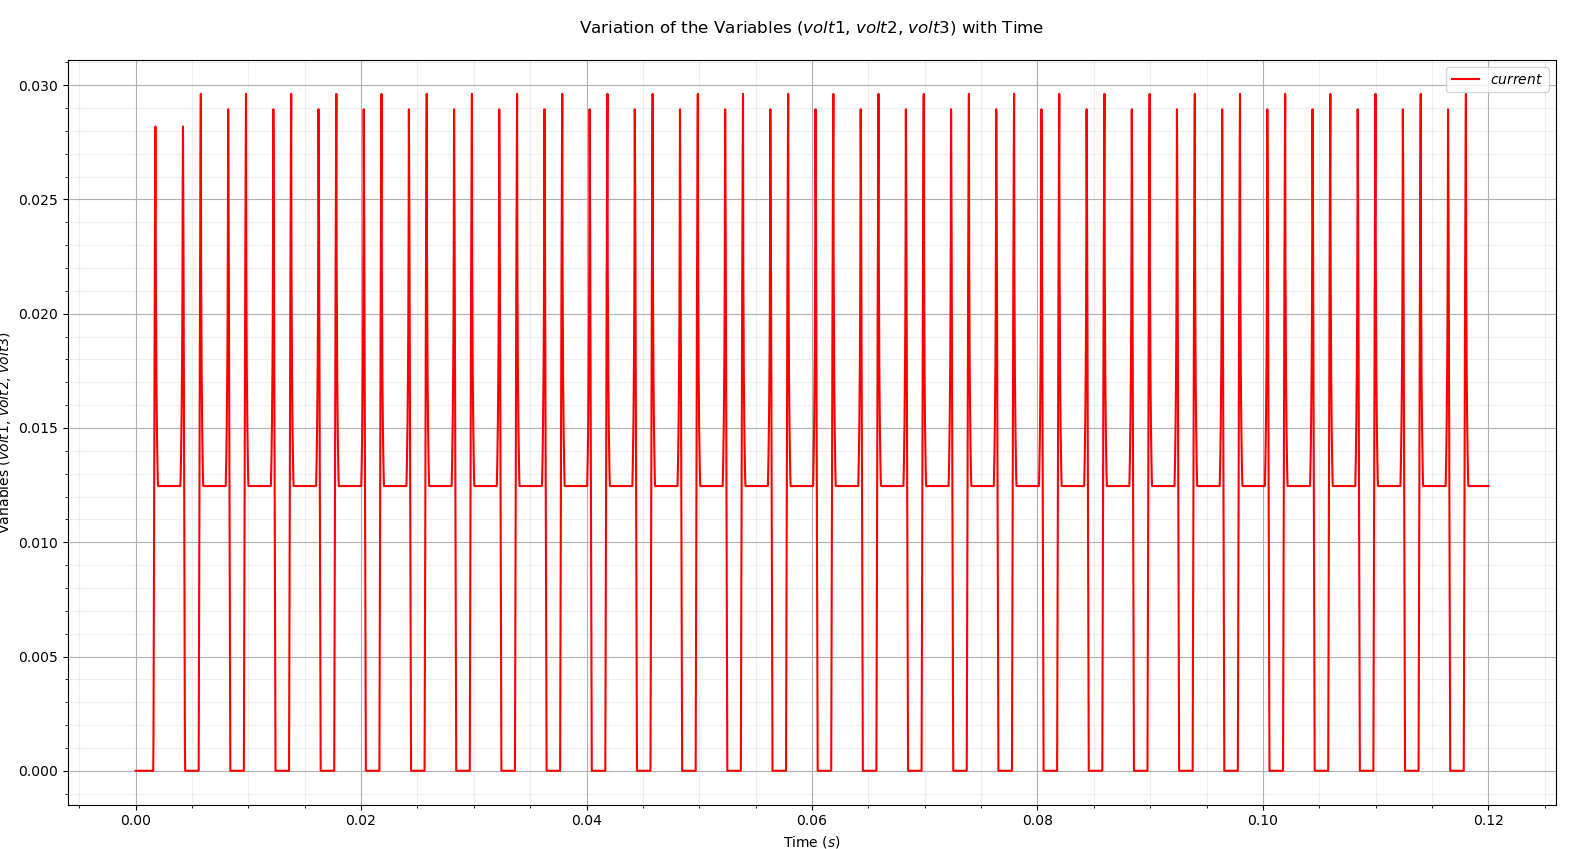 Variation of the Variables (volt1, volt2, volt3) with Time
current
0.030
0.025
0.020
0.015
0.010
0.005
0.000
Variables (volt1, volt2, volt3)
0.00 0.02 0.04 0.06 0.08 0.10 0.12
Time (s)